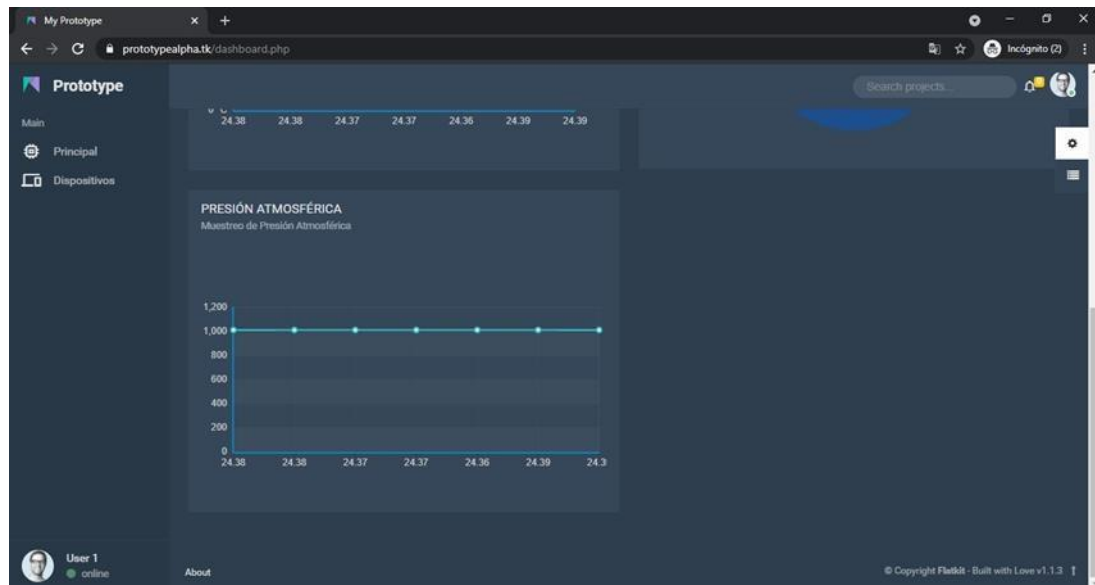 My Prototype
prototypealpha.tk/dashboard.php
Incógnito (2)
Prototype
Search projects...
Main
Principal
Dispositivos
24.38 24.38 24.37 24.37 24.36 24.39 24.39
PRESIÓN ATMOSFÉRICA
Muestreo de Presión Atmosférica
1,200
1,000
800
600
400
200
0
24.38 24.38 24.37 24.37 24.36 24.39 24.3
User 1
online
About
© Copyright Flatkit - Built with Love v1.1.3